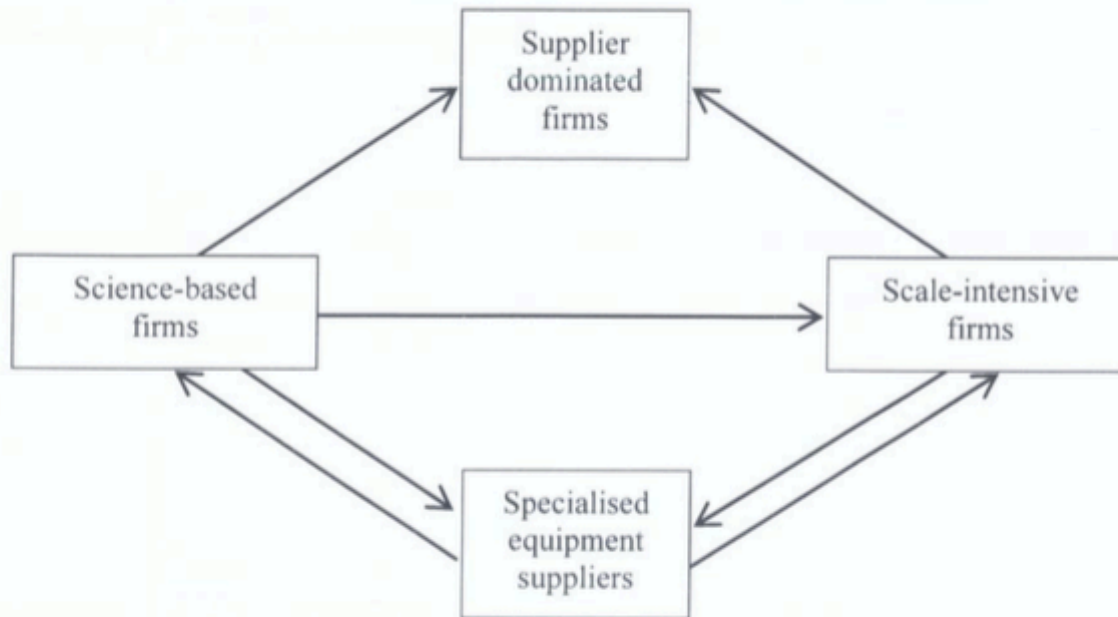 Supplier
dominated
firms
Science-based
firms
Scale-intensive
firms
Specialised
equipment
suppliers